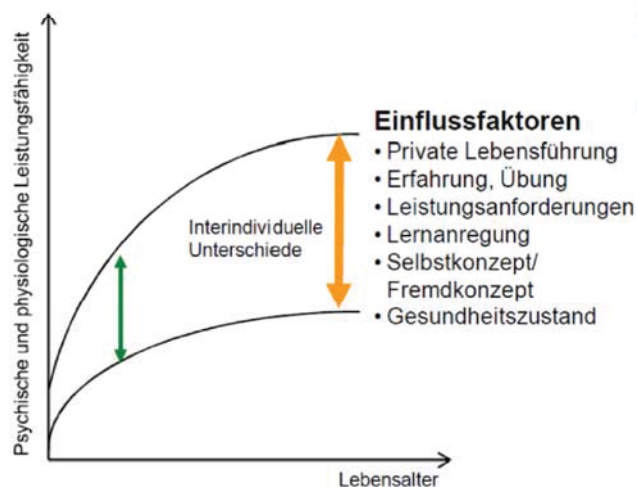 Psychische und physiologische Leistungsfähigkeit
Einflussfaktoren
• Private Lebensführung
• Erfahrung, Übung
• Leistungsanforderungen
• Lernanregung
• Selbstkonzept/
Fremdkonzept
• Gesundheitszustand
Interindividuelle
Unterschiede
Lebensalter